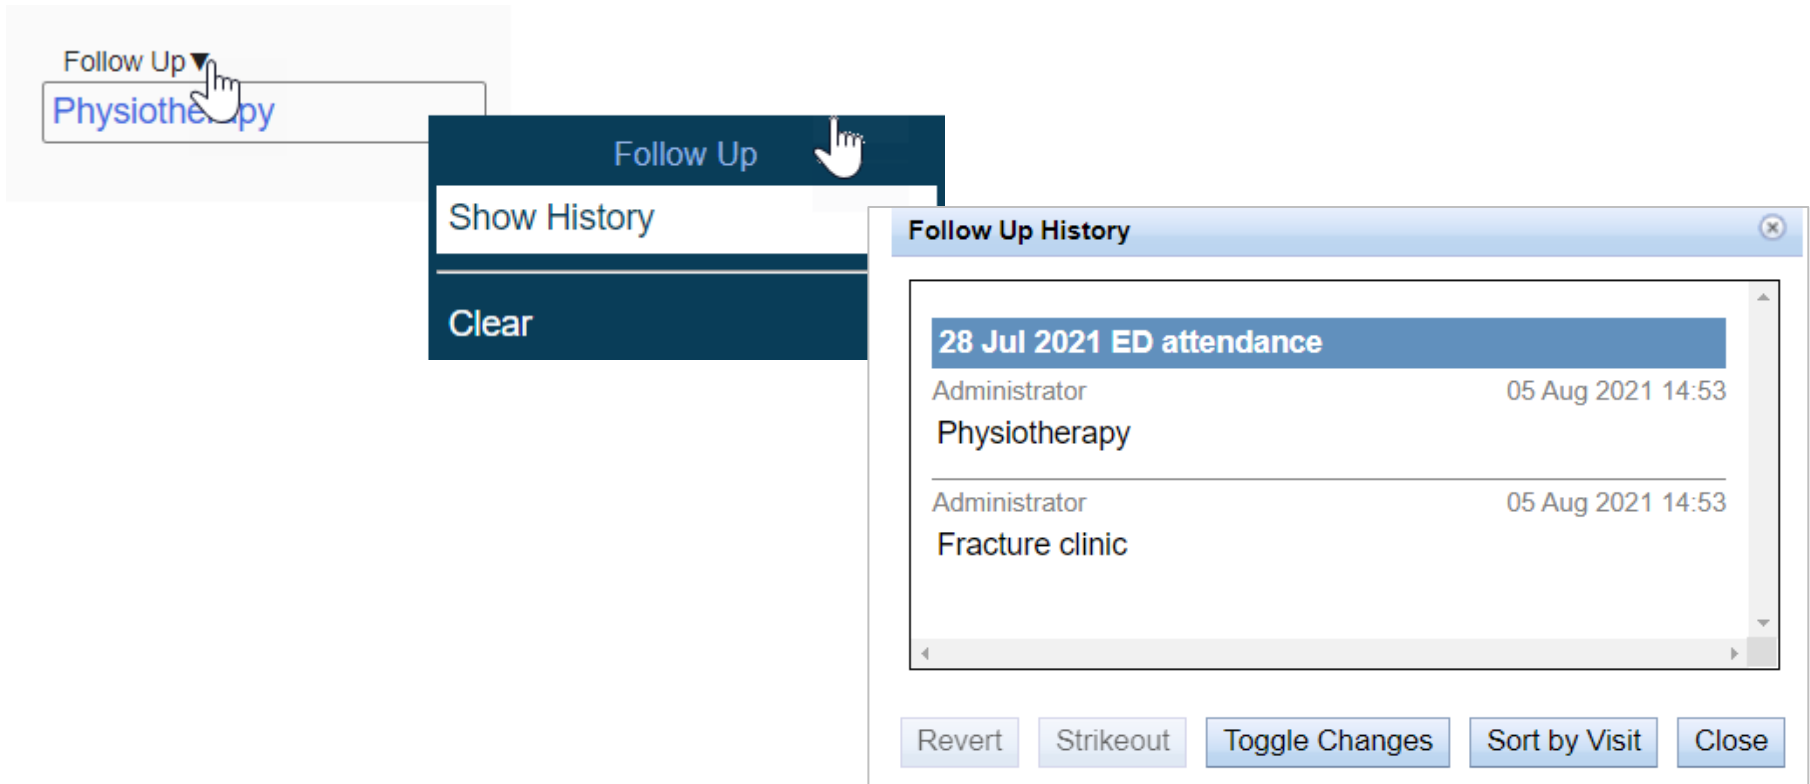 Follow Up▼
Physiotherapy
Follow Up
Show History
Clear
Follow Up History
28 Jul 2021 ED attendance
Administrator 05 Aug 2021 14:53
Physiotherapy
Administrator 05 Aug 2021 14:53
Fracture clinic
Revert Strikeout Toggle Changes Sort by Visit Close